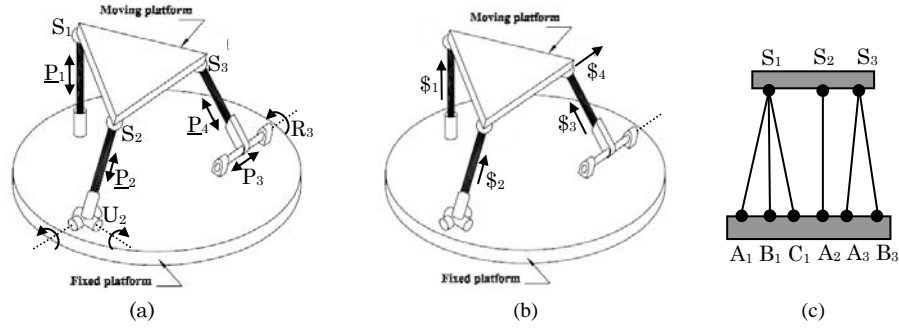 Moving platform
S1
P1
S3
P4
R3
S2
P3
P2
U2
Fixed platform
(a)
Moving platform
$1
$4
$3
$2
Fixed platform
(b)
S1 S2 S3
A1 B1 C1 A2 A3 B3
(c)